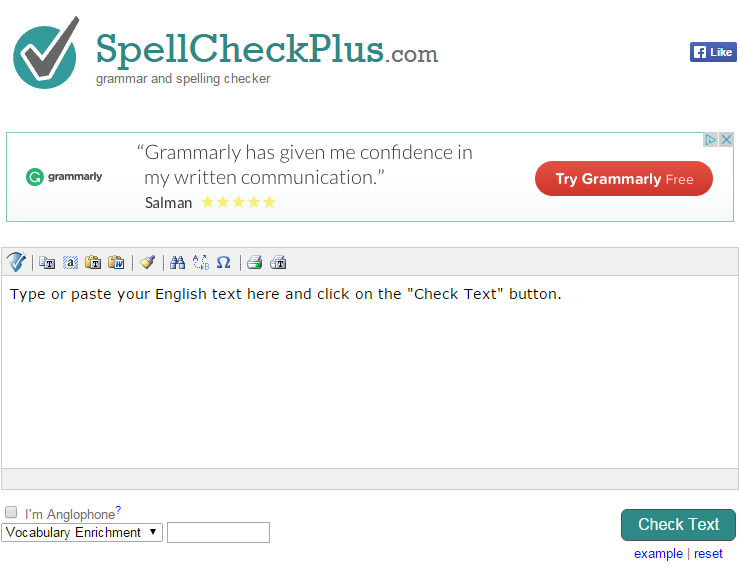 SpellCheckPlus.com
grammar and spelling checker
Like
grammarly
“Grammarly has given me confidence in
my written communication.”
Salman
Try Grammarly Free
Type or paste your English text here and click on the "Check Text" button.
I'm Anglophone?
Vocabulary Enrichment
Check Text
example | reset